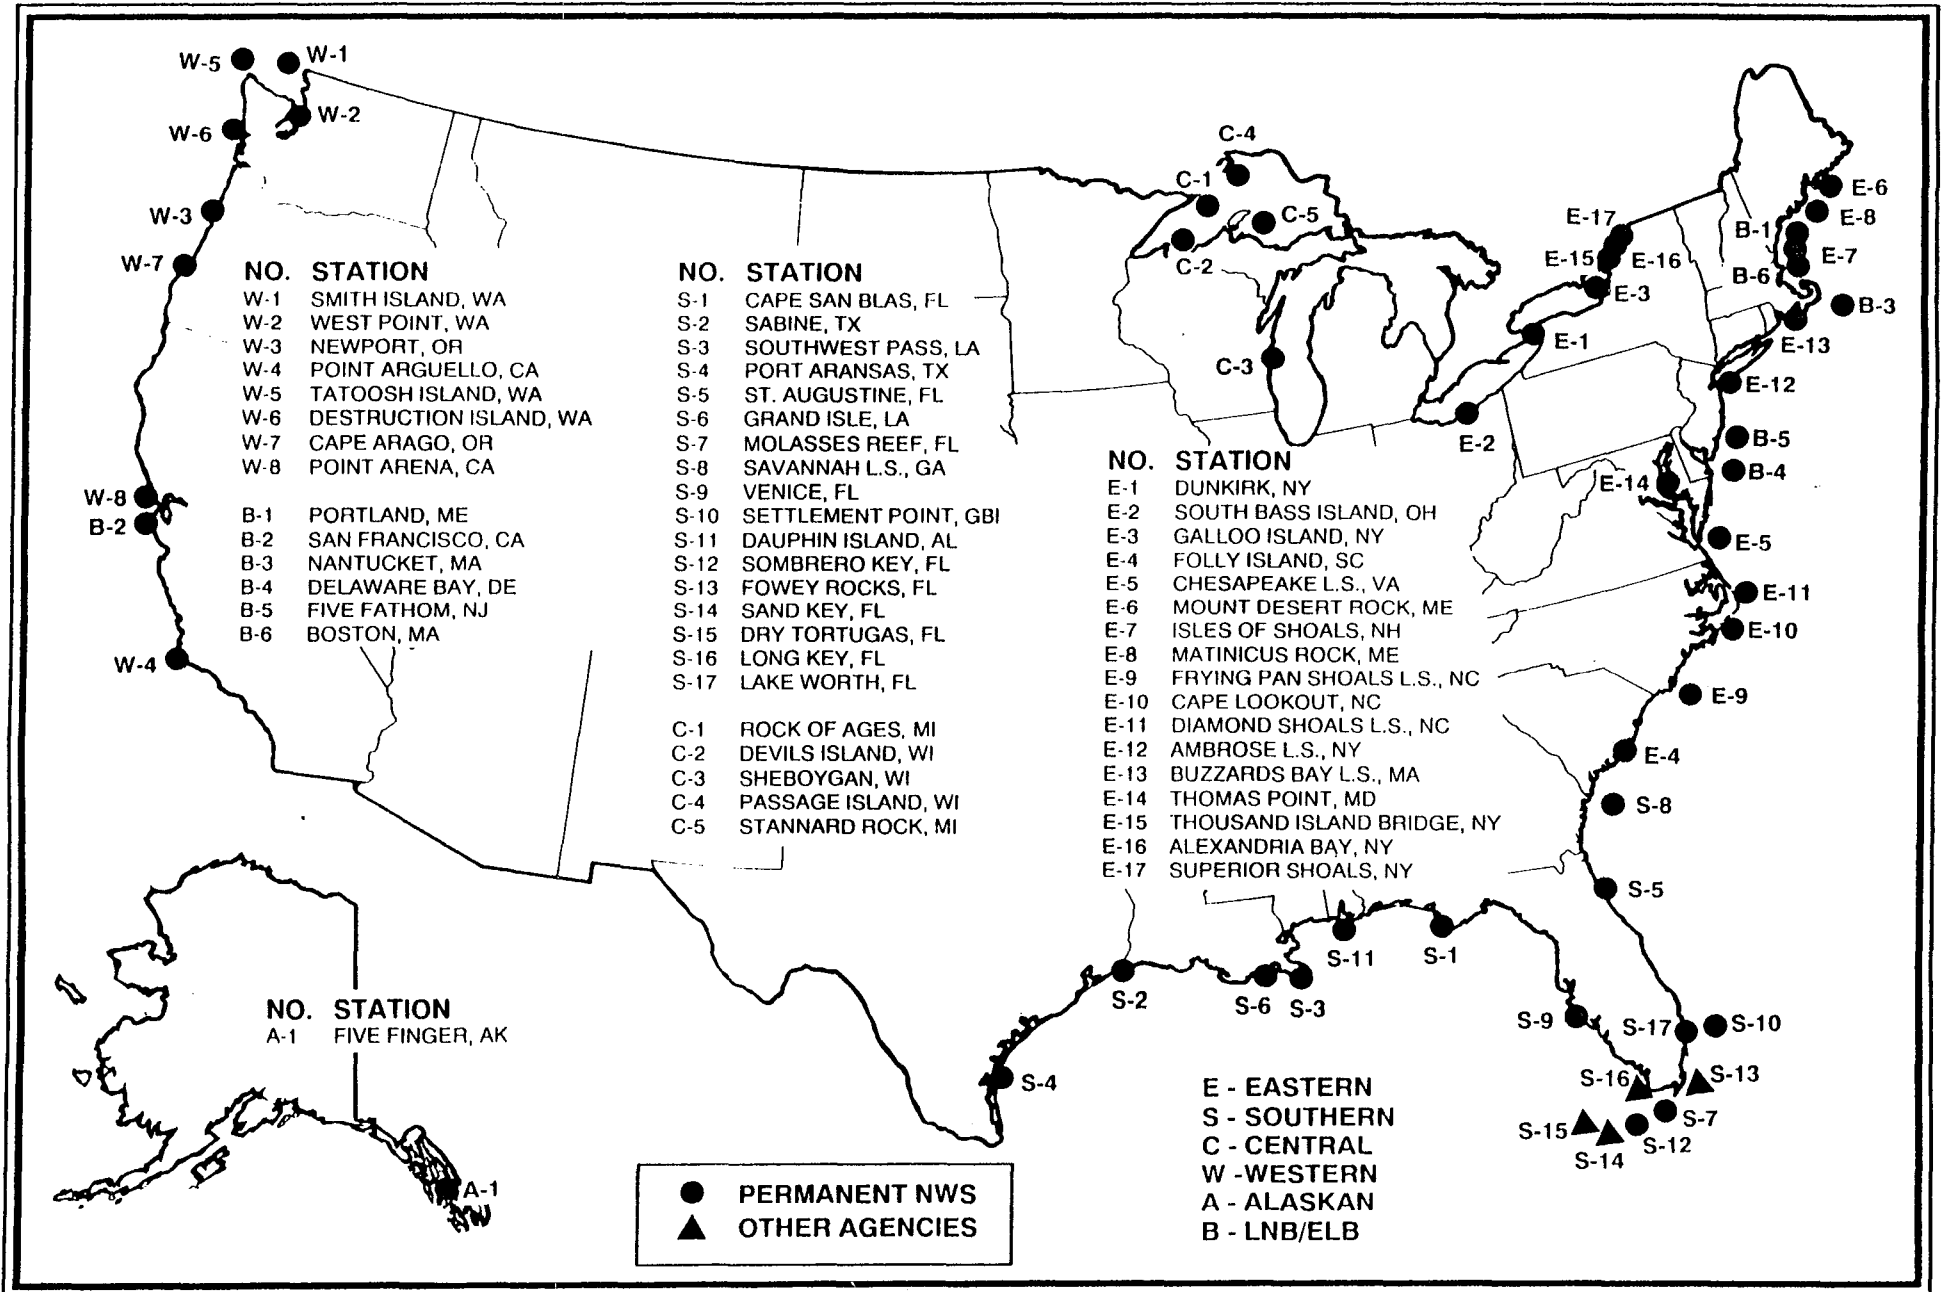 W-5
W-1
W-2
W-6
W-3
W-7
W-8
B-2
W-4
C-4
C-1
C-5
C-2
C-3
E-17
E-15
E-16
E-3
E-1
E-2
E-6
E-8
B-1
E-7
B-6
B-3
E-13
E-12
B-5
B-4
E-14
E-5
E-11
E-10
E-9
E-4
S-8
S-5
S-11
S-1
S-2
S-6
S-3
S-4
S-9
S-17
S-10
S-16
S-13
S-7
S-15
S-12
S-14
A-1
NO. STATION
W-1 SMITH ISLAND, WA
W-2 WEST POINT, WA
W-3 NEWPORT, OR
W-4 POINT ARGUELLO, CA
W-5 TATOOSH ISLAND, WA
W-6 DESTRUCTION ISLAND, WA
W-7 CAPE ARAGO, OR
W-8 POINT ARENA, CA
B-1 PORTLAND, ME
B-2 SAN FRANCISCO, CA
B-3 NANTUCKET, MA
B-4 DELAWARE BAY, DE
B-5 FIVE FATHOM, NJ
B-6 BOSTON, MA
NO. STATION
S-1 CAPE SAN BLAS, FL
S-2 SABINE, TX
S-3 SOUTHWEST PASS, LA
S-4 PORT ARANSAS, TX
S-5 ST. AUGUSTINE, FL
S-6 GRAND ISLE, LA
S-7 MOLASSES REEF, FL
S-8 SAVANNAH L.S., GA
S-9 VENICE, FL
S-10 SETTLEMENT POINT, GBI
S-11 DAUPHIN ISLAND, AL
S-12 SOMBRERO KEY, FL
S-13 FOWEY ROCKS, FL
S-14 SAND KEY, FL
S-15 DRY TORTUGAS, FL
S-16 LONG KEY, FL
S-17 LAKE WORTH, FL
C-1 ROCK OF AGES, MI
C-2 DEVILS ISLAND, WI
C-3 SHEBOYGAN, WI
C-4 PASSAGE ISLAND, WI
C-5 STANNARD ROCK, MI
NO. STATION
E-1 DUNKIRK, NY
E-2 SOUTH BASS ISLAND, OH
E-3 GALLOO ISLAND, NY
E-4 FOLLY ISLAND, SC
E-5 CHESAPEAKE L.S., VA
E-6 MOUNT DESERT ROCK, ME
E-7 ISLES OF SHOALS, NH
E-8 MATINICUS ROCK, ME
E-9 FRYING PAN SHOALS L.S., NC
E-10 CAPE LOOKOUT, NC
E-11 DIAMOND SHOALS L.S., NC
E-12 AMBROSE L.S., NY
E-13 BUZZARDS BAY L.S., MA
E-14 THOMAS POINT, MD
E-15 THOUSAND ISLAND BRIDGE, NY
E-16 ALEXANDRIA BAY, NY
E-17 SUPERIOR SHOALS, NY
NO. STATION
A-1 FIVE FINGER, AK
E - EASTERN
S - SOUTHERN
C - CENTRAL
W -WESTERN
A - ALASKAN
B - LNB/ELB
PERMANENT NWS
OTHER AGENCIES